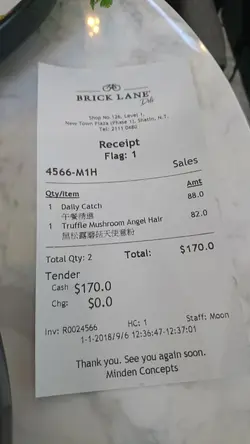 BRICK LANE
Deli
Shop No 126, Level 1,
New Town Plaza (Phase 1), Shatin, N.T.
Tel: 2111 0480
Receipt
Flag: 1
4566-M1H Sales
Qty/Item Amt
1 Daily Catch 88.0
午餐精選
1 Truffle Mushroom Angel Hair 82.0
黑松露蘑菇天使意粉
Total Qty: 2 Total: $170.0
Tender
Cash $170.0
Chg: $0.0
Inv: R0024566 HC: 1 Staff: Moon
1-1-2018/9/6 12:36:47-12:37:01
Thank you. See you again soon.
Minden Concepts